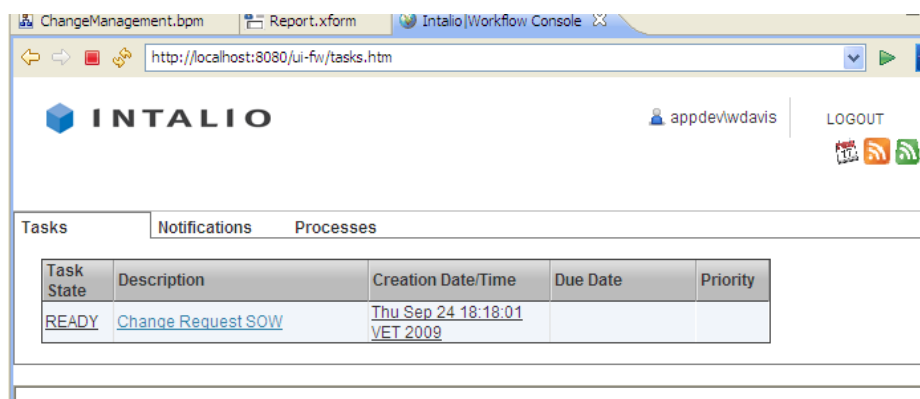 ChangeManagement.bpm Report.xform Intalio|Workflow Console
http://localhost:8080/ui-fw/tasks.htm
INTALIO appdev\wdavis LOGOUT
Tasks Notifications Processes
Task State Description Creation Date/Time Due Date Priority
READY Change Request SOW Thu Sep 24 18:18:01
VET 2009